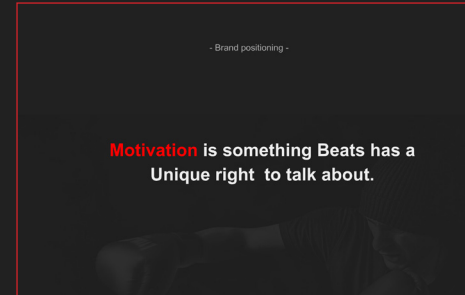 - Brand positioning -
Motivation is something Beats has a
Unique right  to talk about.